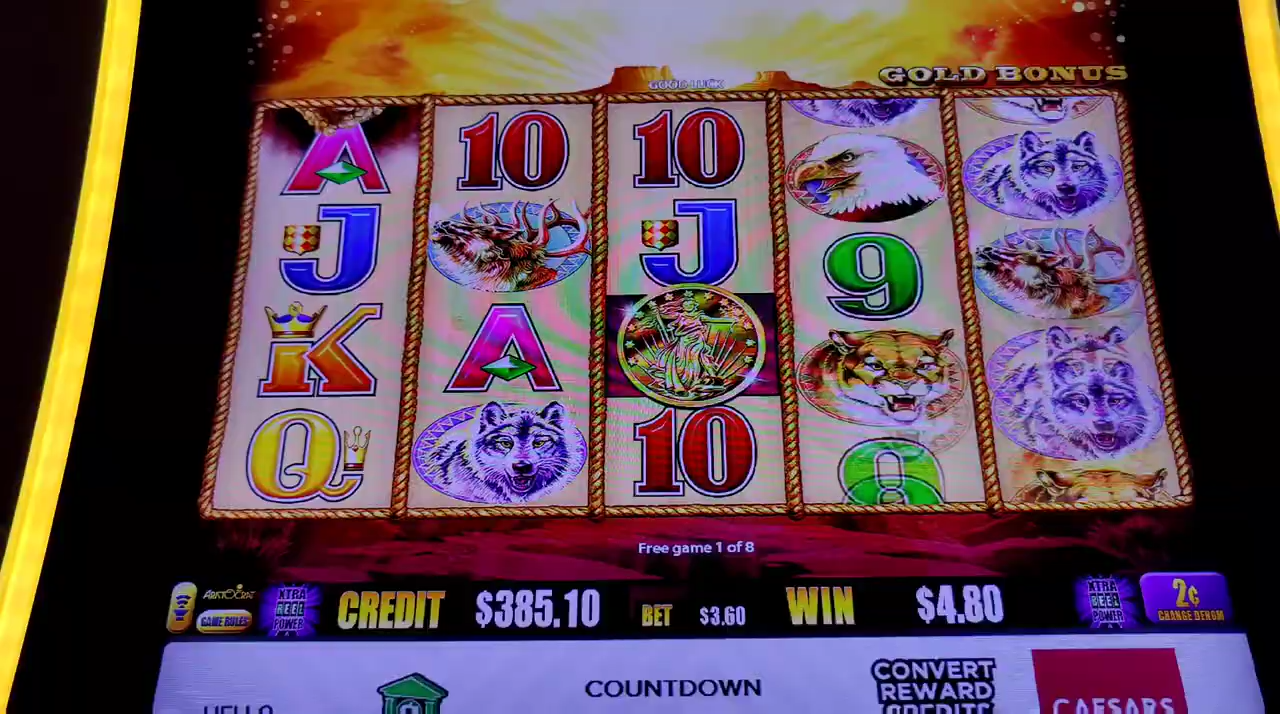 GOOD LUCK
GOLD BONUS
A 10 10
J J 9
K A
Q 10 8
Free game 1 of 8
ARISTOCRAT
GAME RULES
XTRA
REEL
POWER
CREDIT $385.10 BET $3.60 WIN $4.80
XTRA
REEL
POWER
2¢
CHANGE DENOM
HELLO
COUNTDOWN
CONVERT
REWARD
CREDITS
CAESARS